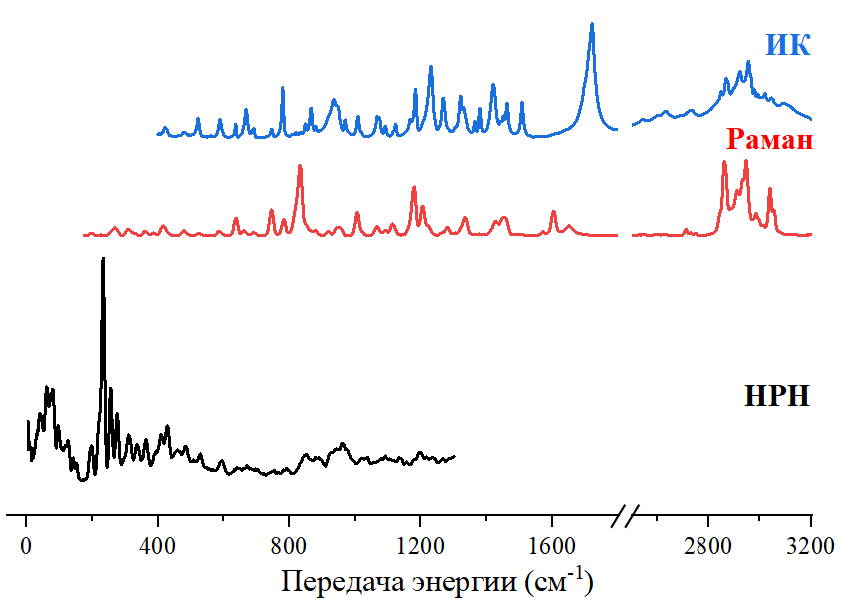 ИК
Раман
НРН
0 400 800 1200 1600 2800 3200
Передача энергии (см⁻¹)